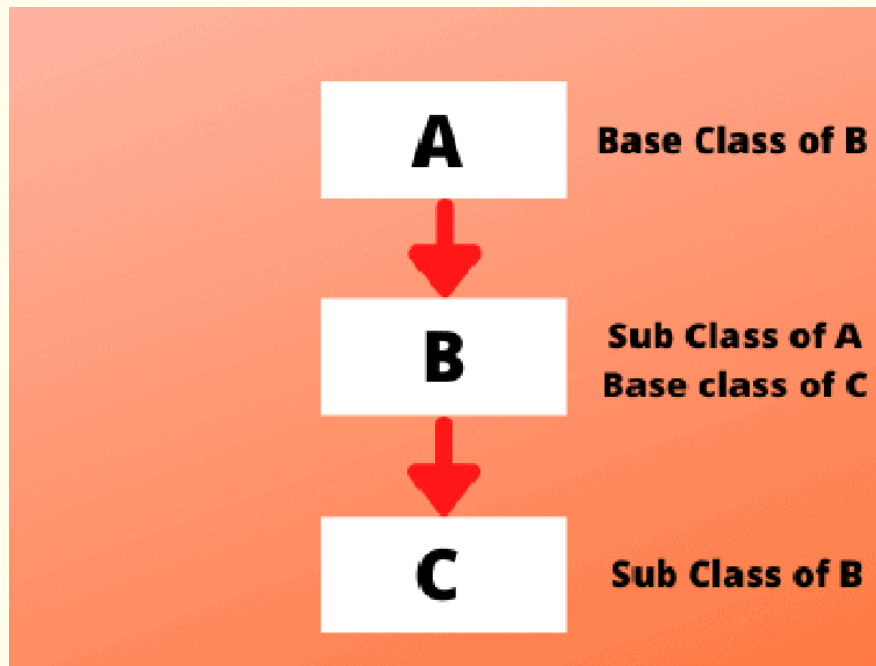 A
Base Class of B
B
Sub Class of A
Base class of C
C
Sub Class of B